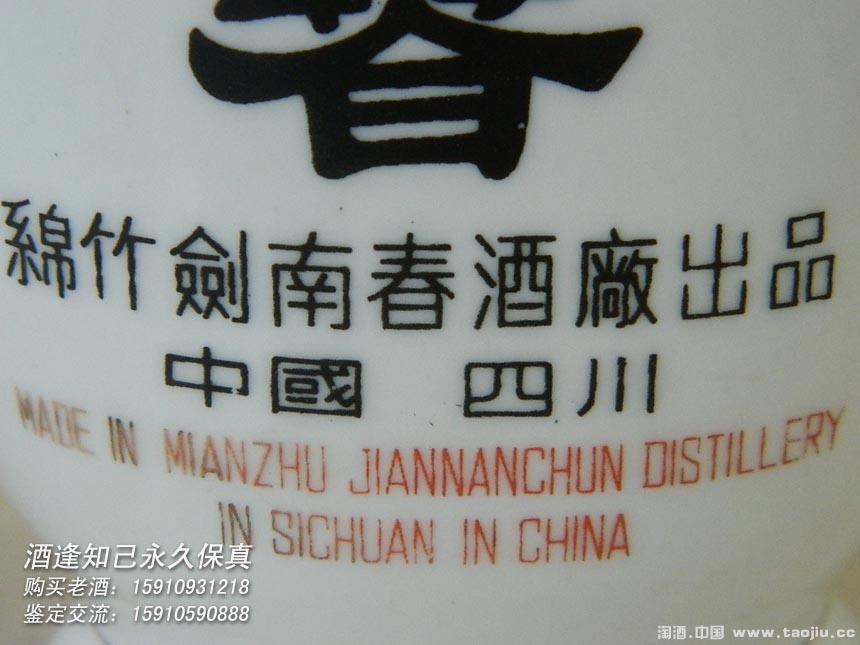 春
綿竹劍南春酒廠出品
中國 四川
MADE IN MIANZHU JIANNANCHUN DISTILLERY
IN SICHUAN IN CHINA
酒逢知己永久保真
购买老酒：15910931218
鉴定交流：15910590888
淘酒.中国 www.taojiu.cc